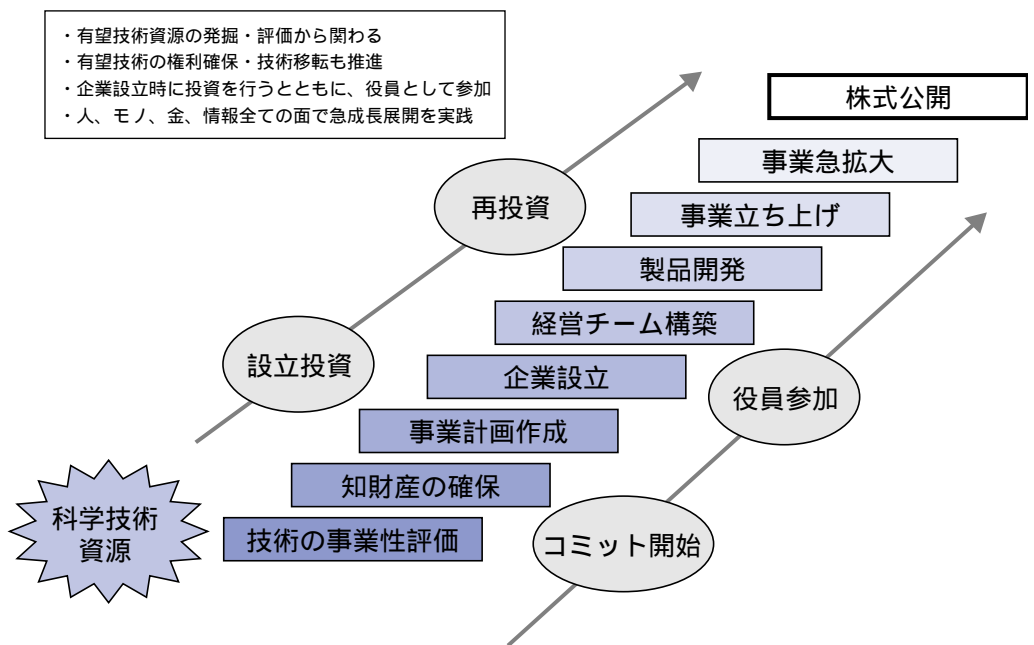 ・有望技術資源の発掘・評価から関わる
・有望技術の権利確保・技術移転も推進
・企業設立時に投資を行うとともに、役員として参加
・人、モノ、金、情報全ての面で急成長展開を実践
株式公開
事業急拡大
事業立ち上げ
製品開発
経営チーム構築
企業設立
事業計画作成
知財産の確保
技術の事業性評価
再投資
設立投資
役員参加
コミット開始
科学技術
資源